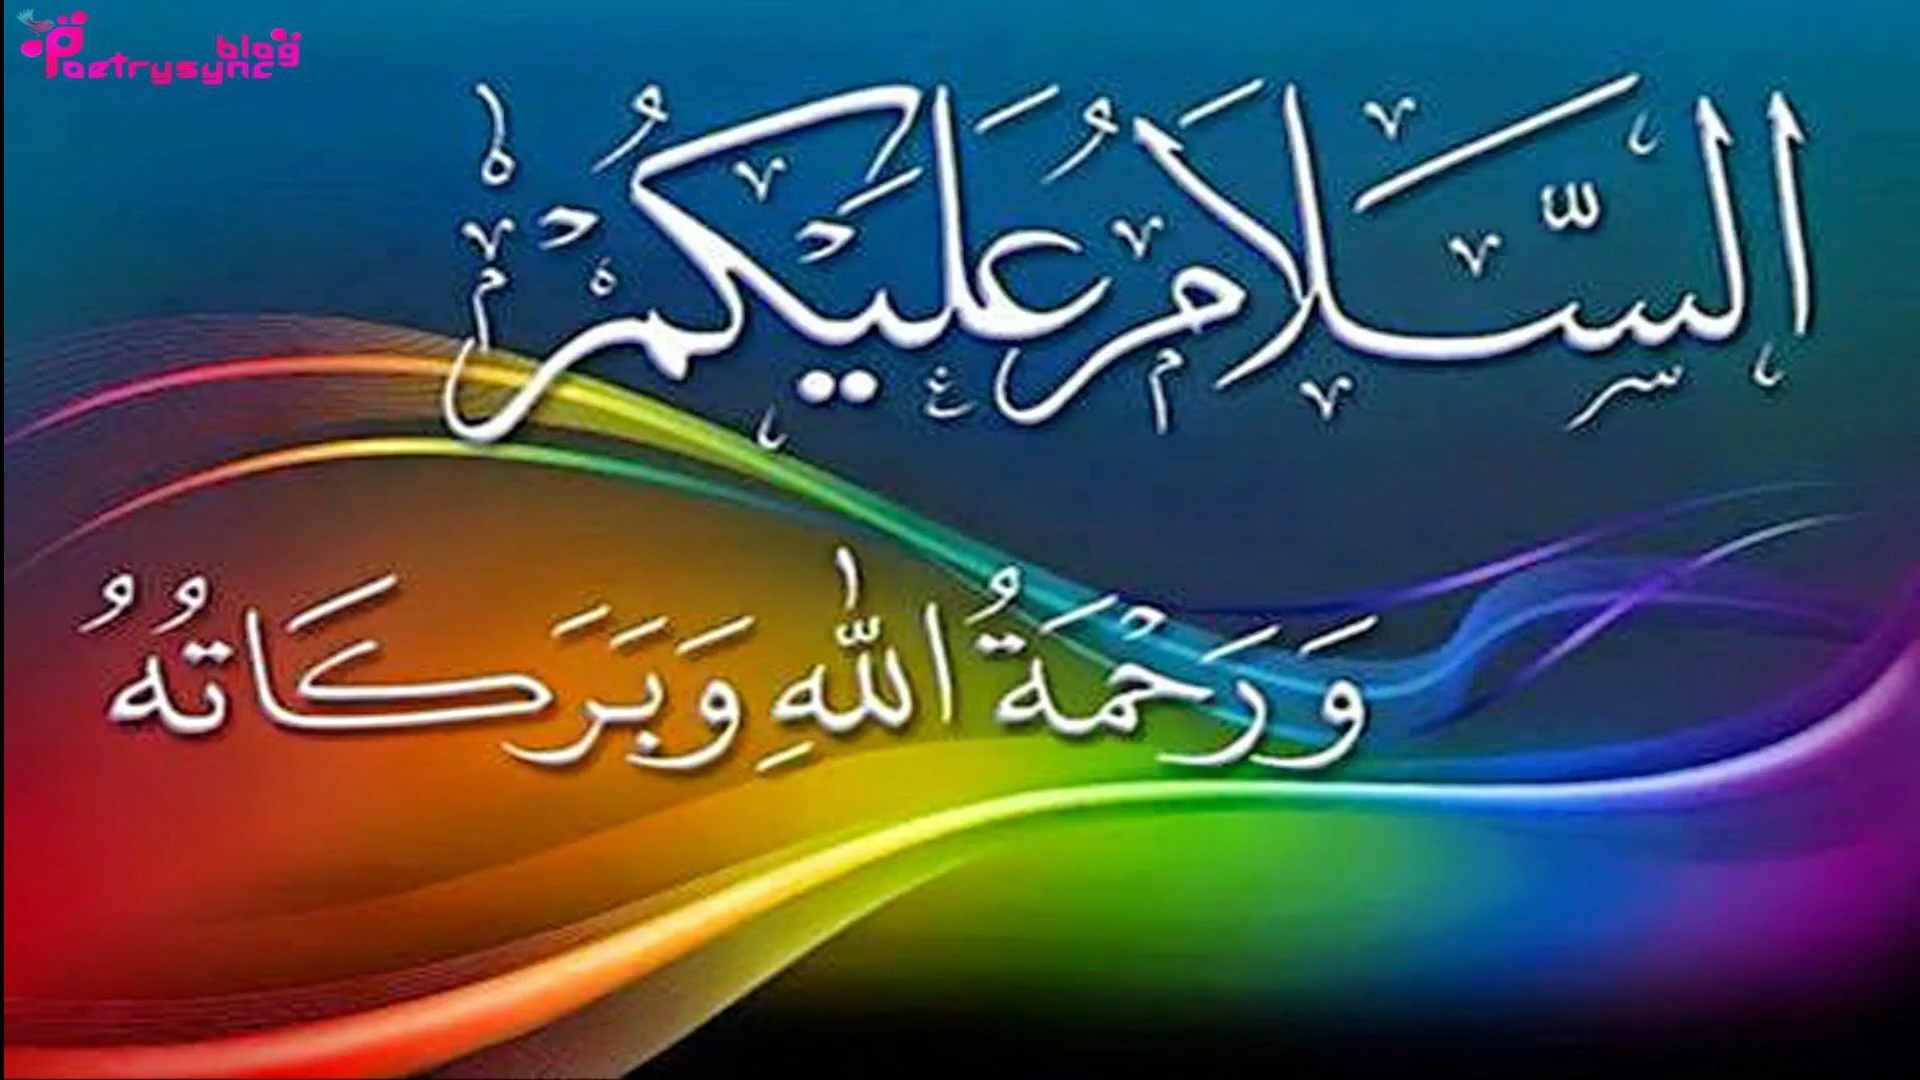 Poetrysync blog
السَّلَامُ عَلَيْكُمْ
وَرَحْمَةُ اللهِ وَبَرَكَاتُهُ